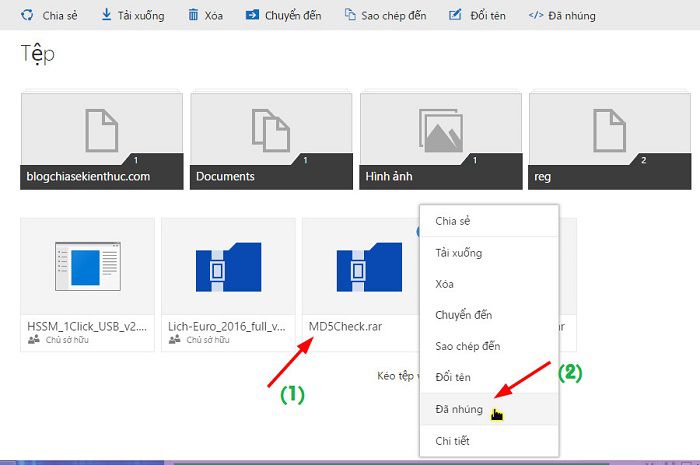 Chia sẻ Tải xuống Xóa Chuyển đến Sao chép đến Đổi tên </> Đã nhúng
Tệp
1 1 1 2
blogchiasekienthuc.com Documents Hình ảnh reg
Chia sẻ
Tải xuống
Xóa
Chuyển đến
Sao chép đến
Đổi tên
Đã nhúng
Chi tiết
HSSM_1Click_USB_v2.... Lich-Euro_2016_full_v... MD5Check.rar
Chủ sở hữu Chủ sở hữu
Kéo tệp
(1)
(2)